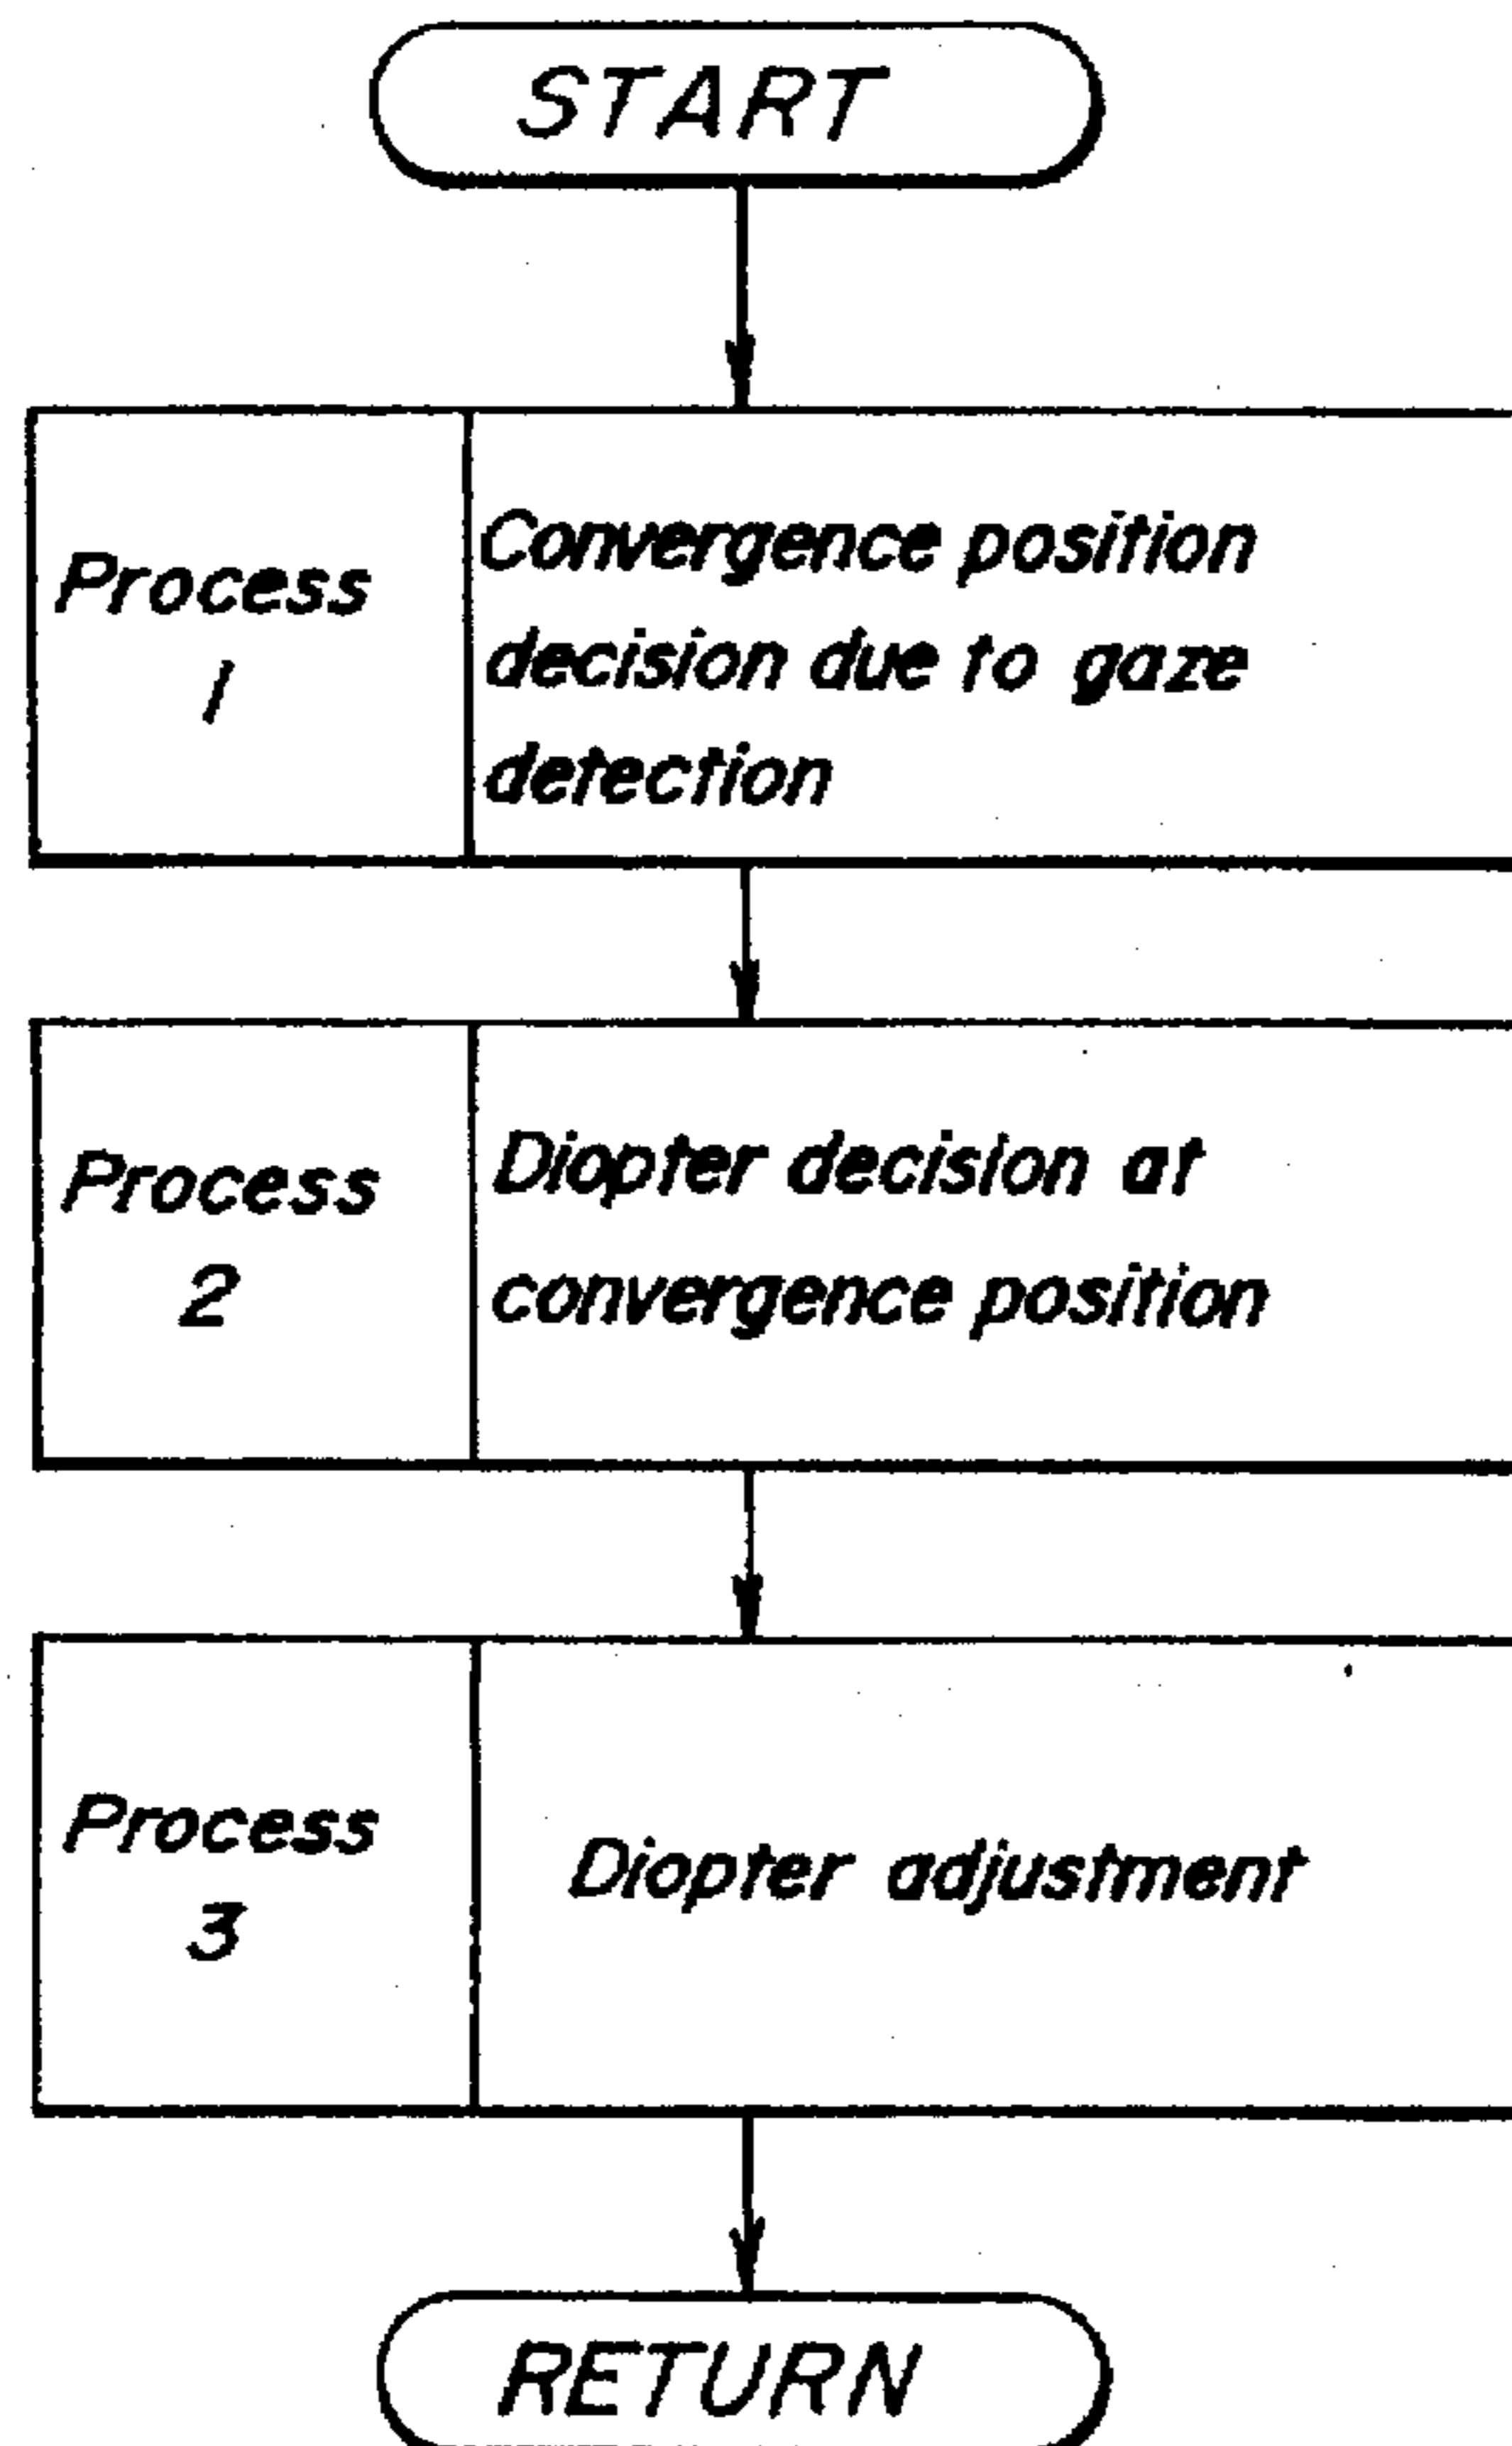 START
Process
1
Convergence position
decision due to gaze
detection
Process
2
Diopter decision at
convergence position
Process
3
Diopter adjustment
RETURN